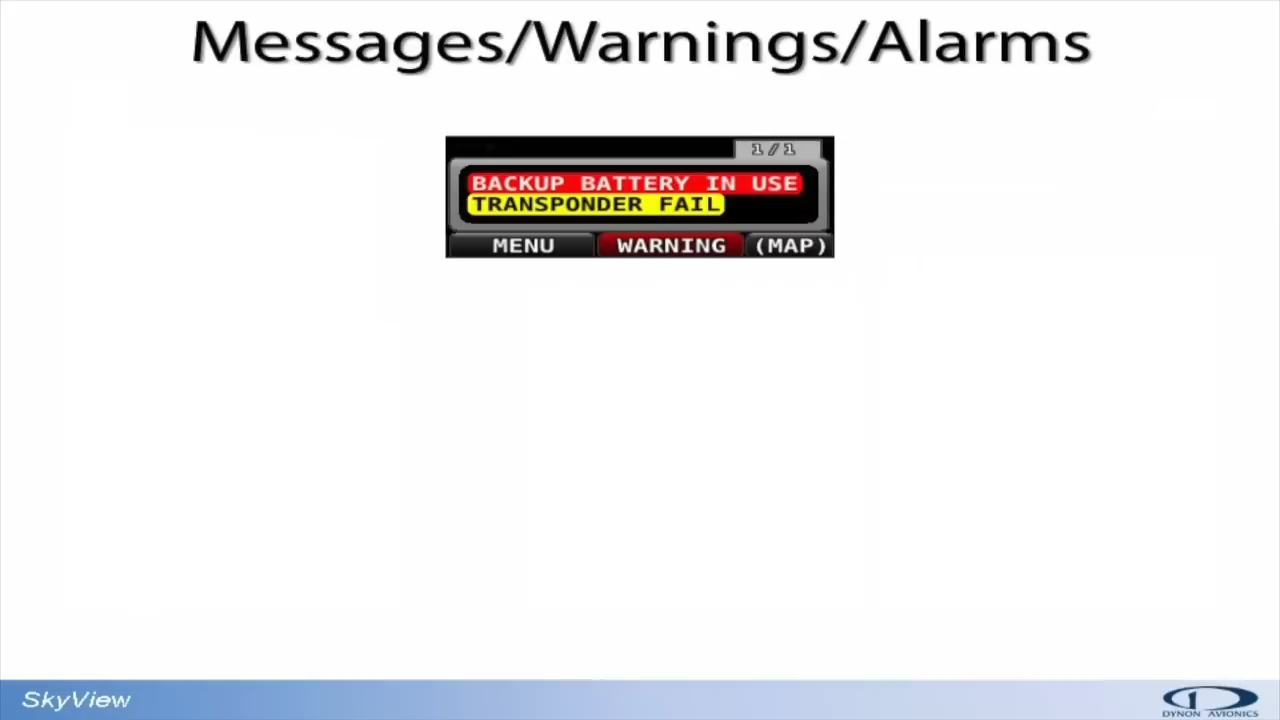 Messages/Warnings/Alarms
1/1
BACKUP BATTERY IN USE
TRANSPONDER FAIL
MENU WARNING (MAP)
SkyView
DYNON AVIONICS